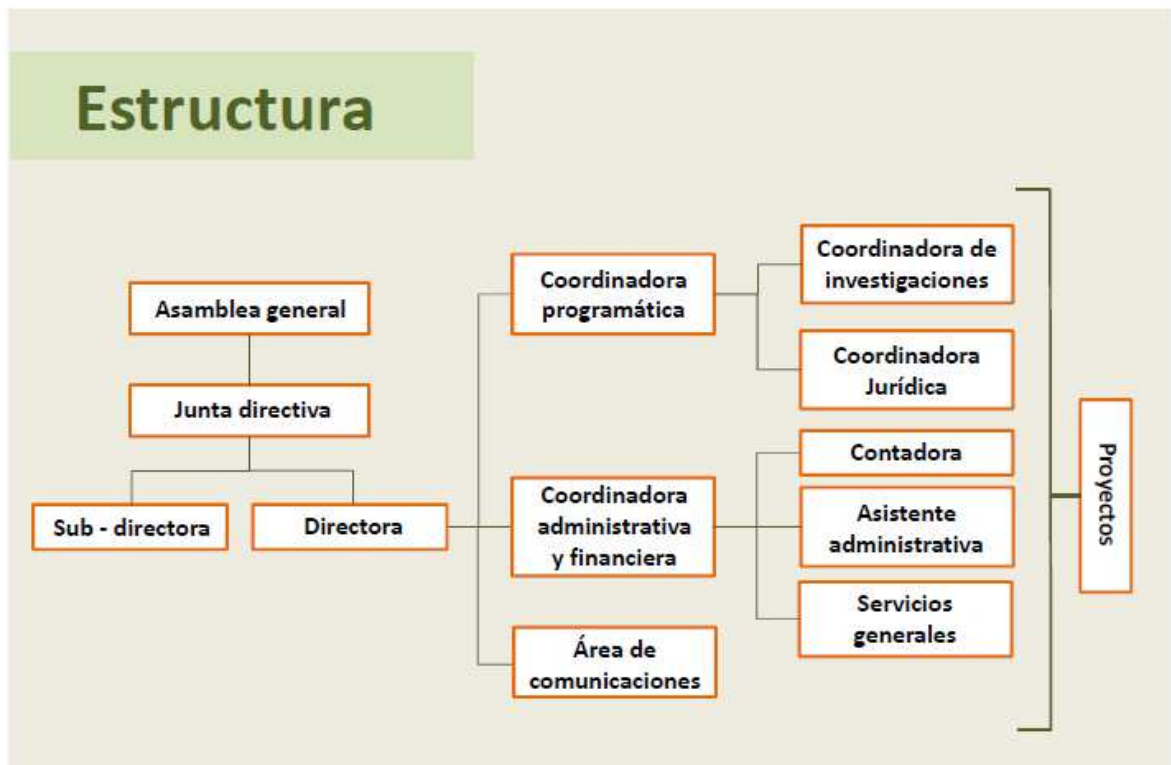 Estructura
Asamblea general
Junta directiva
Sub - directora
Directora
Coordinadora
programática
Coordinadora
administrativa
y financiera
Área de
comunicaciones
Coordinadora de
investigaciones
Coordinadora
Jurídica
Contadora
Asistente
administrativa
Servicios
generales
Proyectos